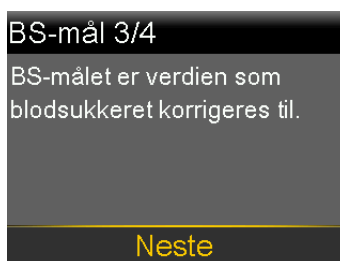 BS-mål 3/4
BS-målet er verdien som
blodsukkeret korrigeres til.
Neste